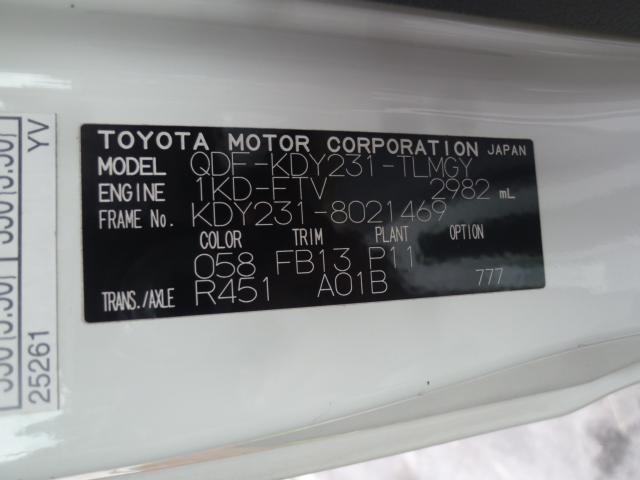 TOYOTA MOTOR CORPORATION JAPAN
MODEL QDF-KDY231-TLMGY
ENGINE 1KD-FTV 2982 mL
FRAME No. KDY231-8021469
COLOR TRIM PLANT OPTION
058 FB13 P11
TRANS./AXLE R451 A01B 777
YV
25261